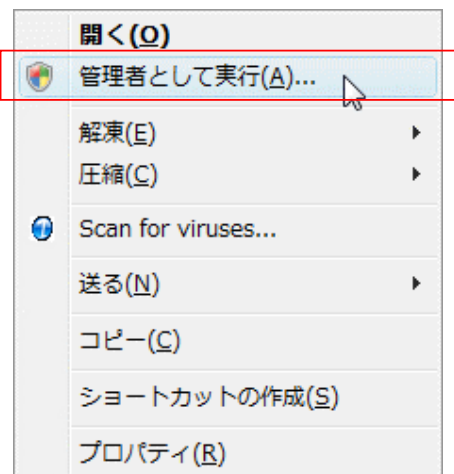 開く(O)
管理者として実行(A)...
解凍(E)
圧縮(C)
Scan for viruses...
送る(N)
コピー(C)
ショートカットの作成(S)
プロパティ(R)